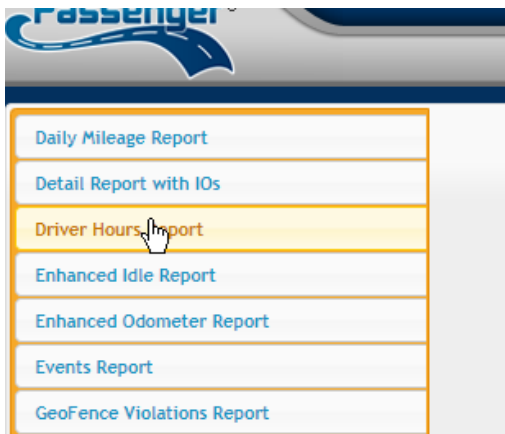 Passenger
Daily Mileage Report
Detail Report with IOs
Driver Hours Report
Enhanced Idle Report
Enhanced Odometer Report
Events Report
GeoFence Violations Report